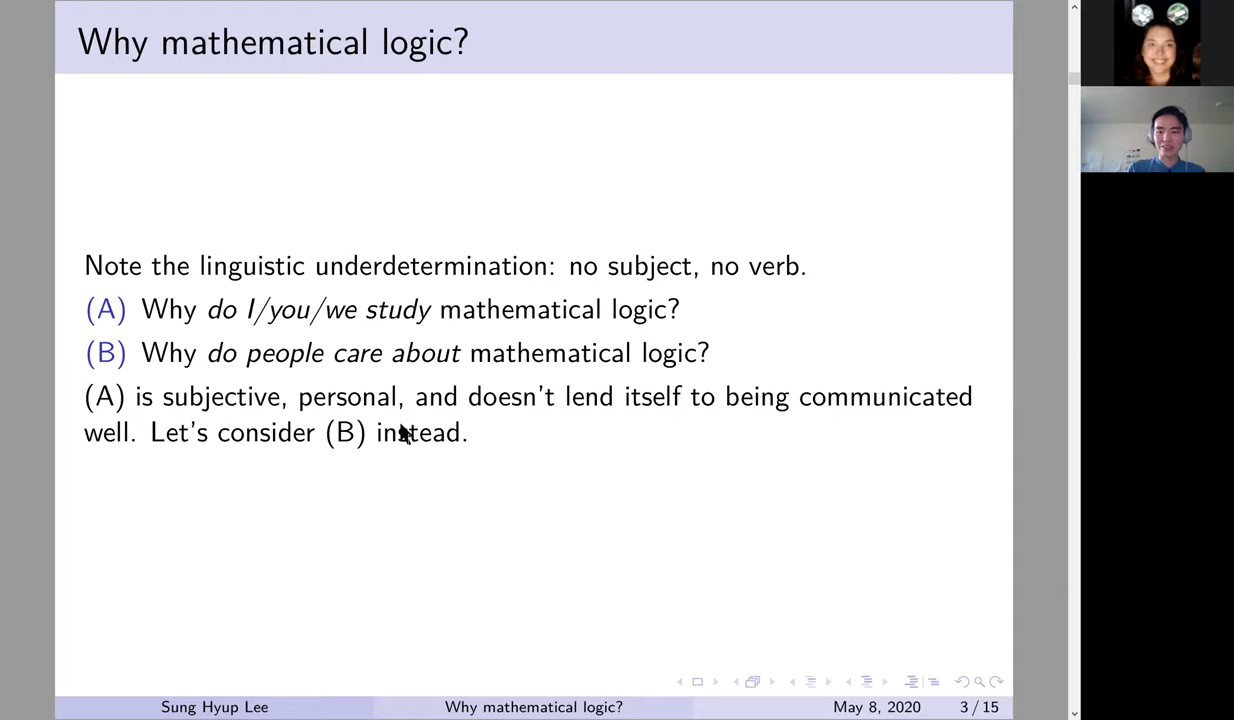 Why mathematical logic?
Note the linguistic underdetermination: no subject, no verb.
(A) Why do I/you/we study mathematical logic?
(B) Why do people care about mathematical logic?
(A) is subjective, personal, and doesn't lend itself to being communicated
well. Let's consider (B) instead.
Sung Hyup Lee Why mathematical logic? May 8, 2020 3 / 15